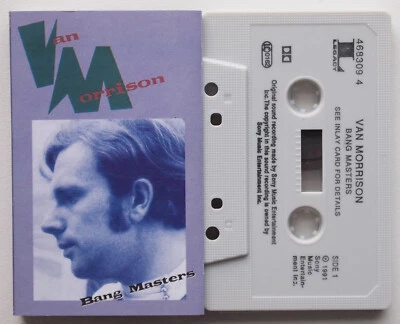 Van
Morrison
Bang Masters
LEGACY
468309 4
VAN MORRISON
BANG MASTERS
SEE INLAY CARD FOR DETAILS
SIDE 1
℗ 1991
Sony
Music
Entertain-
ment Inc.
Original sound recording made by Sony Music Entertainment
Inc. The copyright in this sound recording is owned by
Sony Music Entertainment Inc.